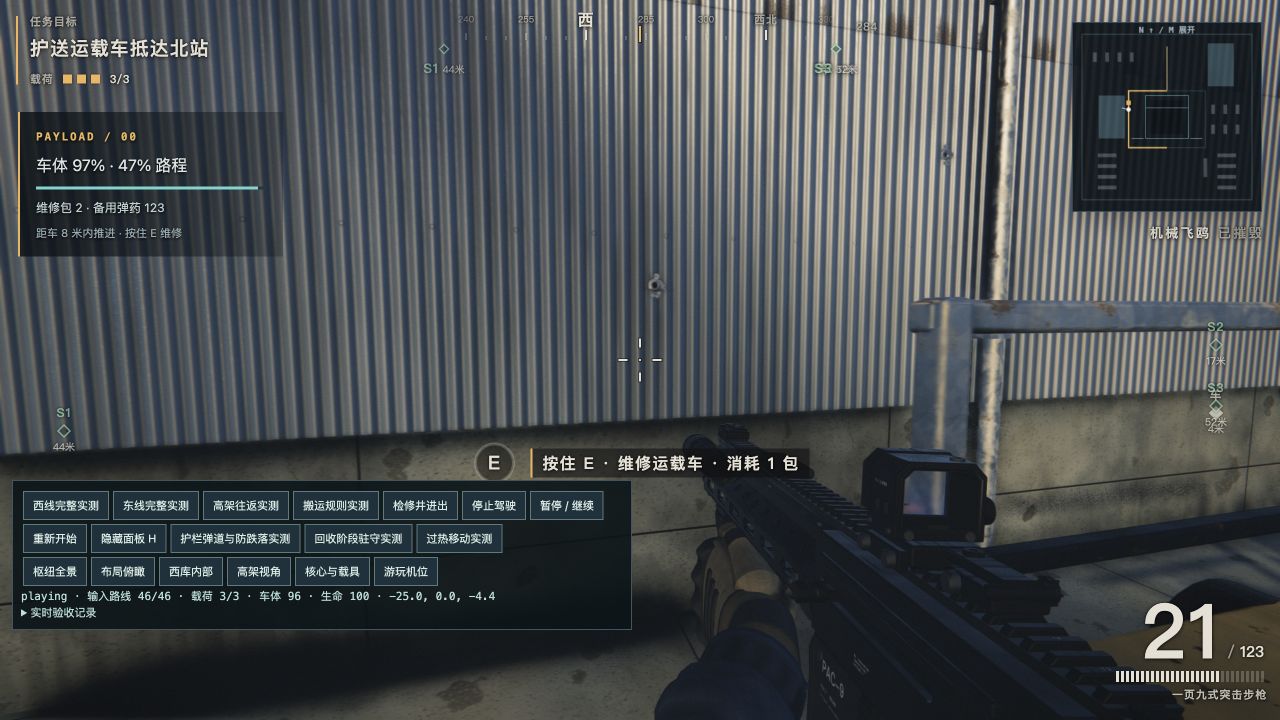 任务目标
护送运载车抵达北站
载荷 3/3
PAYLOAD / 00
车体 97% · 47% 路程
维修包 2 · 备用弹药 123
距车 8 米内推进 · 按住 E 维修
240 255 西 285 300 西北 284
S1 44米
S3 52米
N ↑ / M 展开
机械飞鸥 已摧毁
S2
17米
S3
车
4米
S1
44米
E 按住 E · 维修运载车 · 消耗 1 包
西线完整实测 东线完整实测 高架往返实测 搬运规则实测 检修井进出 停止驾驶 暂停 / 继续
重新开始 隐藏面板 H 护栏弹道与防跌落实测 回收阶段驻守实测 过热移动实测
枢纽全景 布局俯瞰 西库内部 高架视角 核心与载具 游玩机位
playing · 输入路线 46/46 · 载荷 3/3 · 车体 96 · 生命 100 · −25.0, 0.0, −4.4
▶ 实时验收记录
PAC-9
21 / 123
一页九式突击步枪